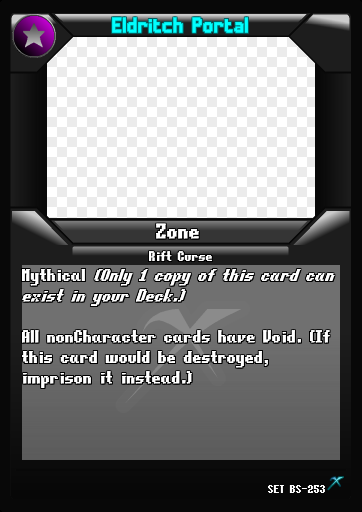 Eldritch Portal
Zone
Rift Curse
Mythical (Only 1 copy of this card can
exist in your Deck.)
All nonCharacter cards have Void. (If
this card would be destroyed,
imprison it instead.)
SET BS-253